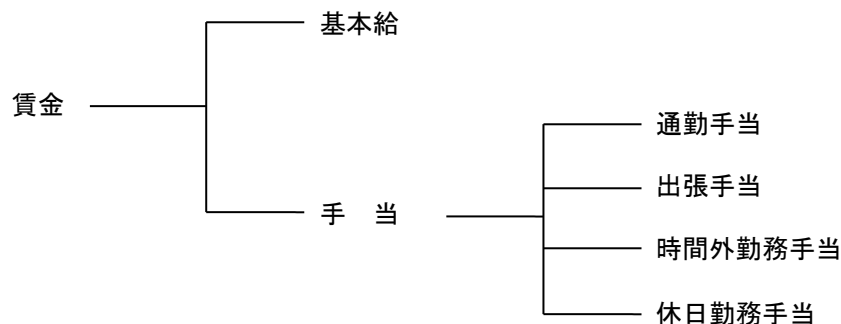 基本給
賃金
通勤手当
出張手当
手　当
時間外勤務手当
休日勤務手当